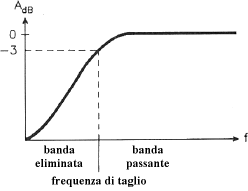 AdB
0
−3
f
banda eliminata
banda passante
frequenza di taglio